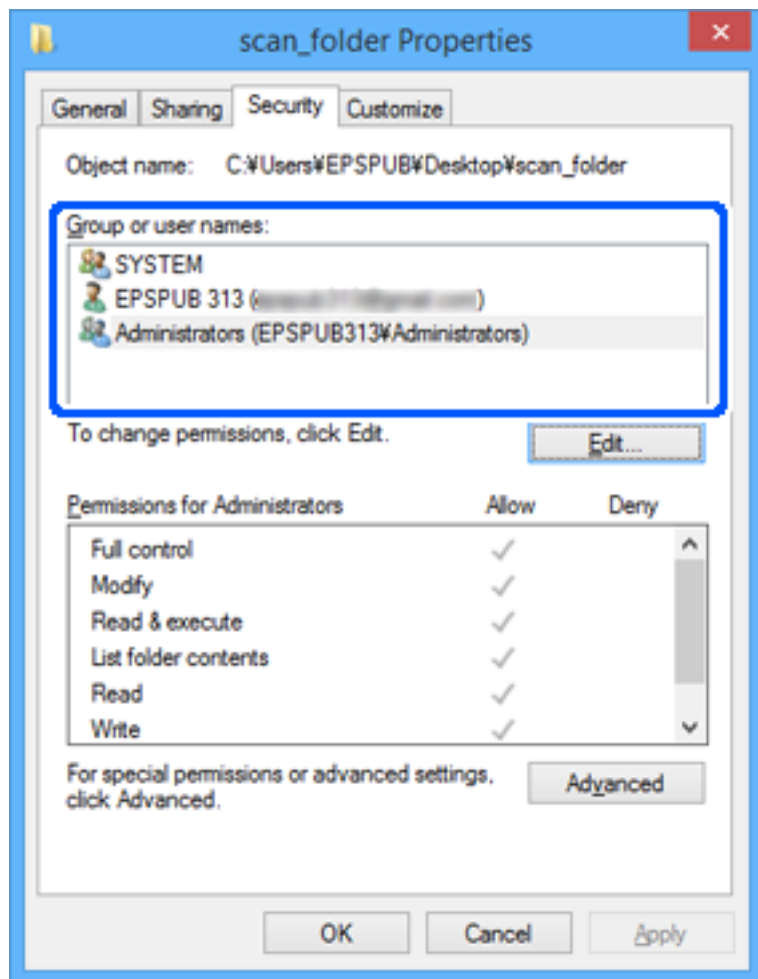 scan_folder Properties
General Sharing Security Customize
Object name: C:¥Users¥EPSPUB¥Desktop¥scan_folder
Group or user names:
SYSTEM
EPSPUB 313 ( )
Administrators (EPSPUB313¥Administrators)
To change permissions, click Edit.
Edit...
Permissions for Administrators Allow Deny
Full control
Modify
Read & execute
List folder contents
Read
Write
For special permissions or advanced settings,
click Advanced.
Advanced
OK Cancel Apply